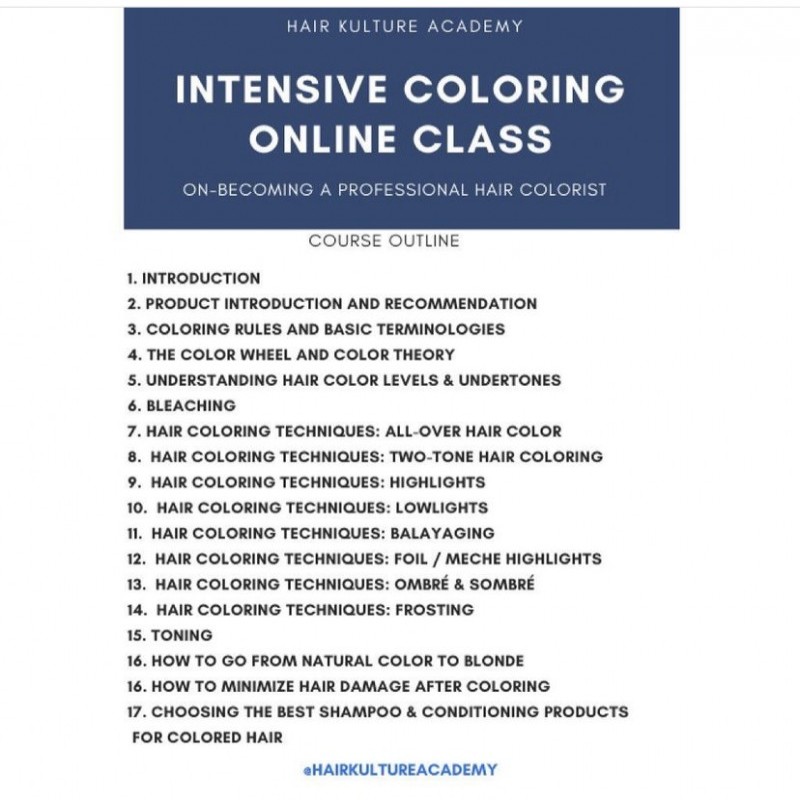 HAIR KULTURE ACADEMY
INTENSIVE COLORING
ONLINE CLASS
ON-BECOMING A PROFESSIONAL HAIR COLORIST
COURSE OUTLINE
1. INTRODUCTION
2. PRODUCT INTRODUCTION AND RECOMMENDATION
3. COLORING RULES AND BASIC TERMINOLOGIES
4. THE COLOR WHEEL AND COLOR THEORY
5. UNDERSTANDING HAIR COLOR LEVELS & UNDERTONES
6. BLEACHING
7. HAIR COLORING TECHNIQUES: ALL-OVER HAIR COLOR
8. HAIR COLORING TECHNIQUES: TWO-TONE HAIR COLORING
9. HAIR COLORING TECHNIQUES: HIGHLIGHTS
10. HAIR COLORING TECHNIQUES: LOWLIGHTS
11. HAIR COLORING TECHNIQUES: BALAYAGING
12. HAIR COLORING TECHNIQUES: FOIL / MECHE HIGHLIGHTS
13. HAIR COLORING TECHNIQUES: OMBRÉ & SOMBRÉ
14. HAIR COLORING TECHNIQUES: FROSTING
15. TONING
16. HOW TO GO FROM NATURAL COLOR TO BLONDE
16. HOW TO MINIMIZE HAIR DAMAGE AFTER COLORING
17. CHOOSING THE BEST SHAMPOO & CONDITIONING PRODUCTS
FOR COLORED HAIR
@HAIRKULTUREACADEMY